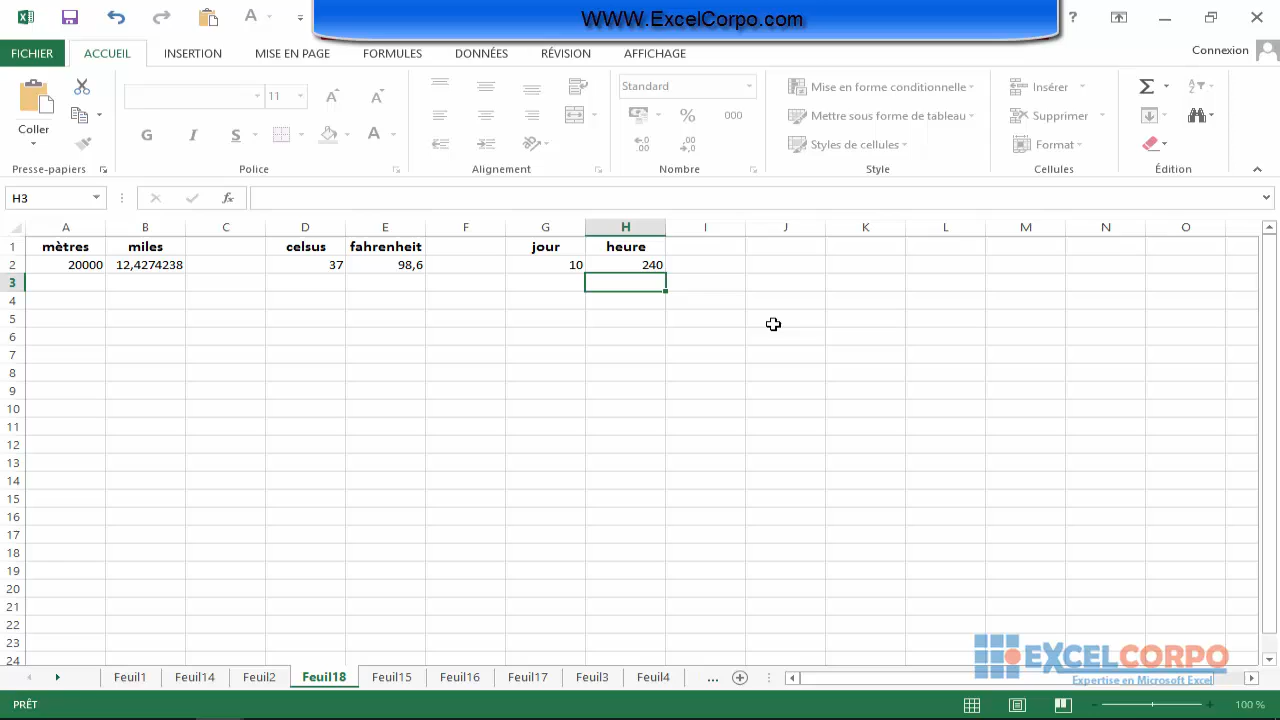 WWW.ExcelCorpo.com
FICHIER ACCUEIL INSERTION MISE EN PAGE FORMULES DONNÉES RÉVISION AFFICHAGE Connexion
Coller
Presse-papiers
11
G I S A
Police
Alignement
Standard
% 000
Nombre
Mise en forme conditionnelle
Mettre sous forme de tableau
Styles de cellules
Style
Insérer
Supprimer
Format
Cellules
Édition
H3 fx
A B C D E F G H I J K L M N O
1 mètres miles celsus fahrenheit jour heure
2 20000 12,4274238 37 98,6 10 240
3
4
5
6
7
8
9
10
11
12
13
14
15
16
17
18
19
20
21
22
23
24
EXCELCORPO
Expertise en Microsoft Excel
Feuil1 Feuil14 Feuil2 Feuil18 Feuil15 Feuil16 Feuil17 Feuil3 Feuil4 ...
PRÊT 100 %